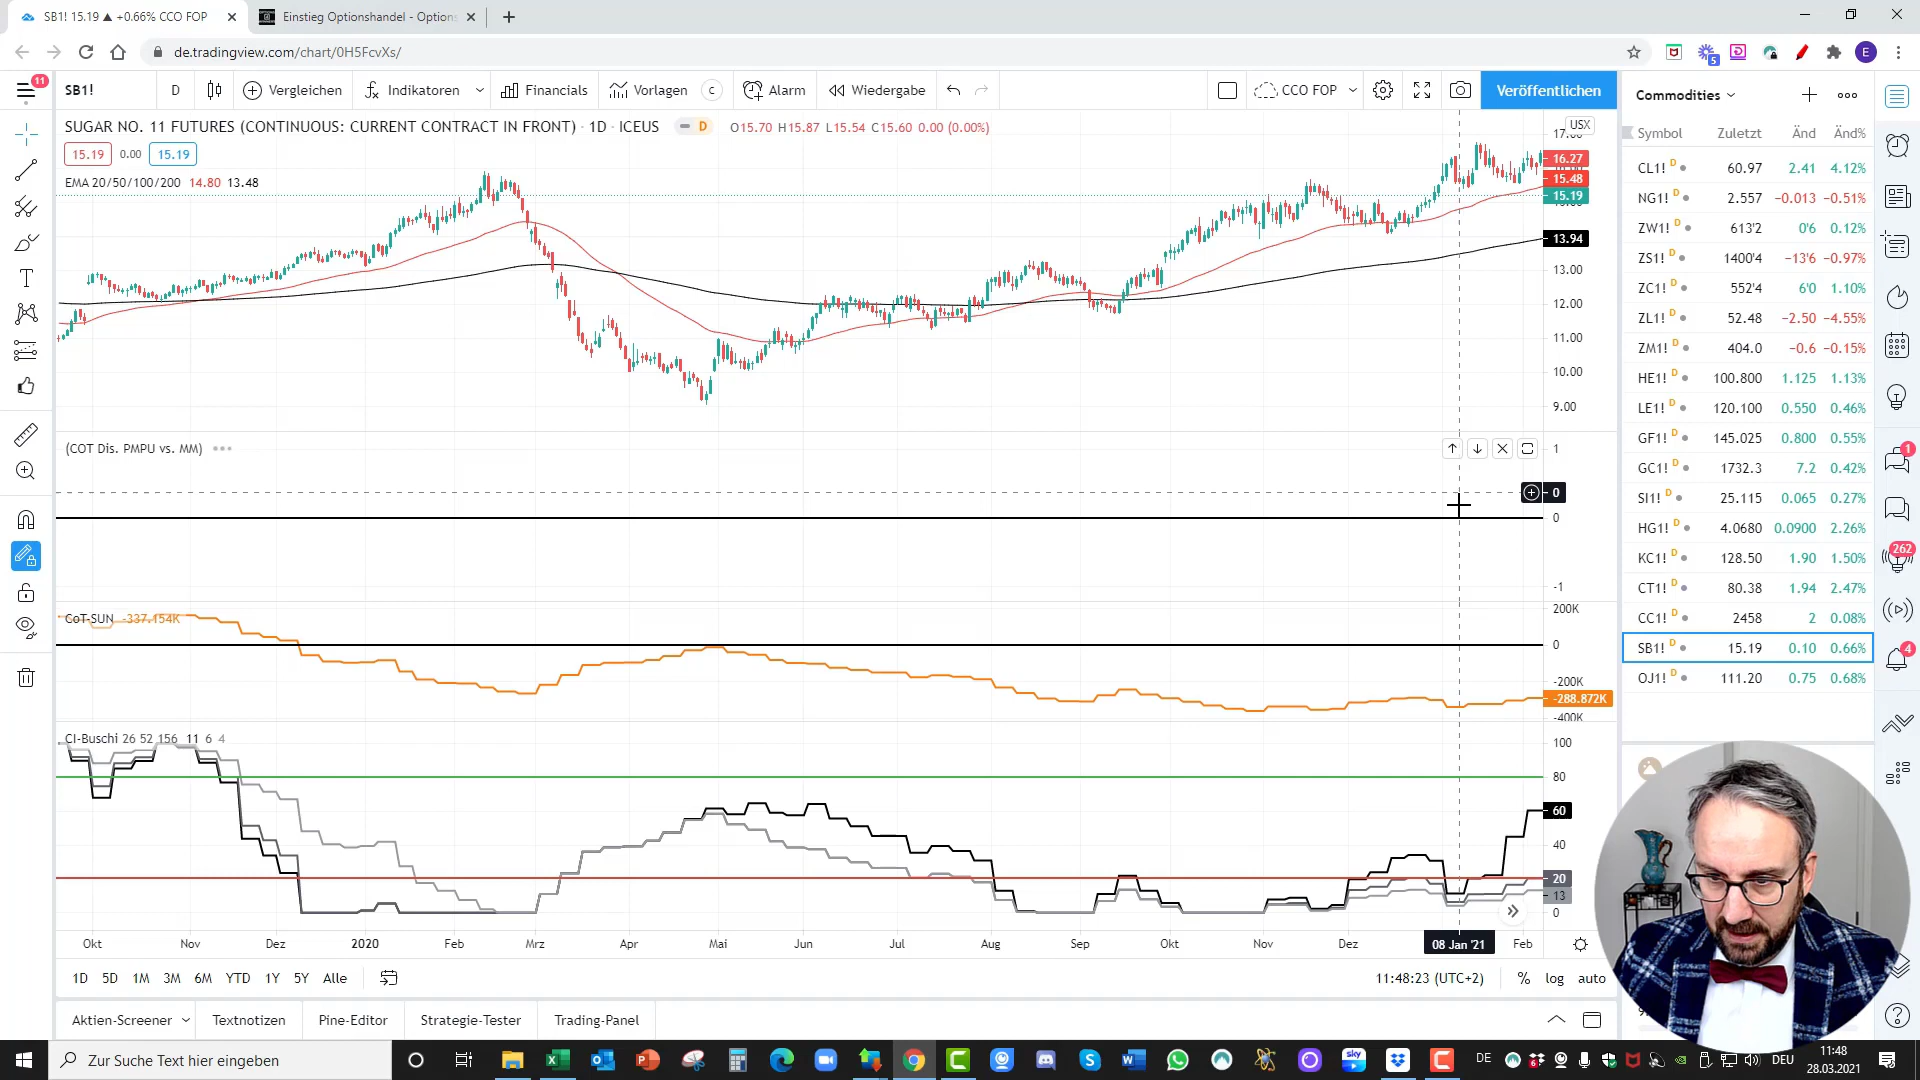 SB1! 15.19 ▲ +0.66% CCO FOP
Einstieg Optionshandel - Options
de.tradingview.com/chart/0H5FcvXs/
5
E
11
SB1!
D
Vergleichen
Indikatoren
Financials
Vorlagen
C
Alarm
Wiedergabe
CCO FOP
Veröffentlichen
SUGAR NO. 11 FUTURES (CONTINUOUS: CURRENT CONTRACT IN FRONT) · 1D · ICEUS
D
O15.70 H15.87 L15.54 C15.60 0.00 (0.00%)
15.19 0.00 15.19
EMA 20/50/100/200 14.80 13.48
USX
17.00
16.27
15.48
15.19
13.94
13.00
12.00
11.00
10.00
9.00
(COT Dis. PMPU vs. MM)
1
0
0
-1
CoT-SUN -337.154K
200K
0
-200K
-288.872K
-400K
CI-Buschi 26 52 156 11 6 4
100
80
60
40
20
13
0
Okt Nov Dez 2020 Feb Mrz Apr Mai Jun Jul Aug Sep Okt Nov Dez 08 Jan '21 Feb
1D 5D 1M 3M 6M YTD 1Y 5Y Alle
11:48:23 (UTC+2) % log auto
Aktien-Screener Textnotizen Pine-Editor Strategie-Tester Trading-Panel
Commodities
Symbol Zuletzt Änd Änd%
CL1! D 60.97 2.41 4.12%
NG1! D 2.557 −0.013 −0.51%
ZW1! D 613'2 0'6 0.12%
ZS1! D 1400'4 −13'6 −0.97%
ZC1! D 552'4 6'0 1.10%
ZL1! D 52.48 −2.50 −4.55%
ZM1! D 404.0 −0.6 −0.15%
HE1! D 100.800 1.125 1.13%
LE1! D 120.100 0.550 0.46%
GF1! D 145.025 0.800 0.55%
GC1! D 1732.3 7.2 0.42%
SI1! D 25.115 0.065 0.27%
HG1! D 4.0680 0.0900 2.26%
KC1! D 128.50 1.90 1.50%
CT1! D 80.38 1.94 2.47%
CC1! D 2458 2 0.08%
SB1! D 15.19 0.10 0.66%
OJ1! D 111.20 0.75 0.68%
1
262
4
Zur Suche Text hier eingeben
sky
DE
6
DEU
11:48
28.03.2021